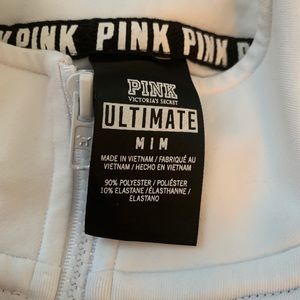 PINK PINK PINK PINK
PINK
VICTORIA'S SECRET
ULTIMATE
M | M
MADE IN VIETNAM / FABRIQUÉ AU
VIETNAM / HECHO EN VIETNAM
90% POLYESTER / POLIÉSTER
10% ELASTANE / ÉLASTHANNE /
ELASTANO